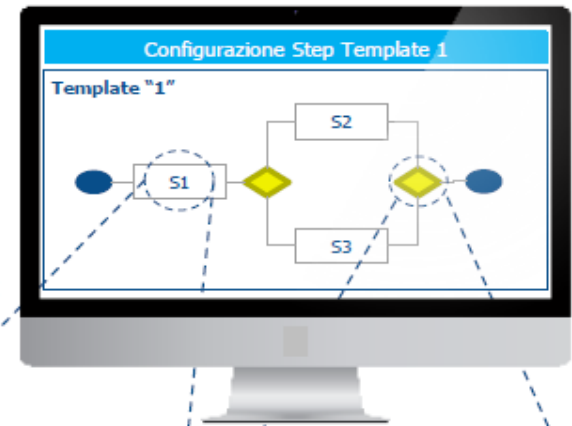 Configurazione Step Template 1
Template “1”
S2
S1
S3